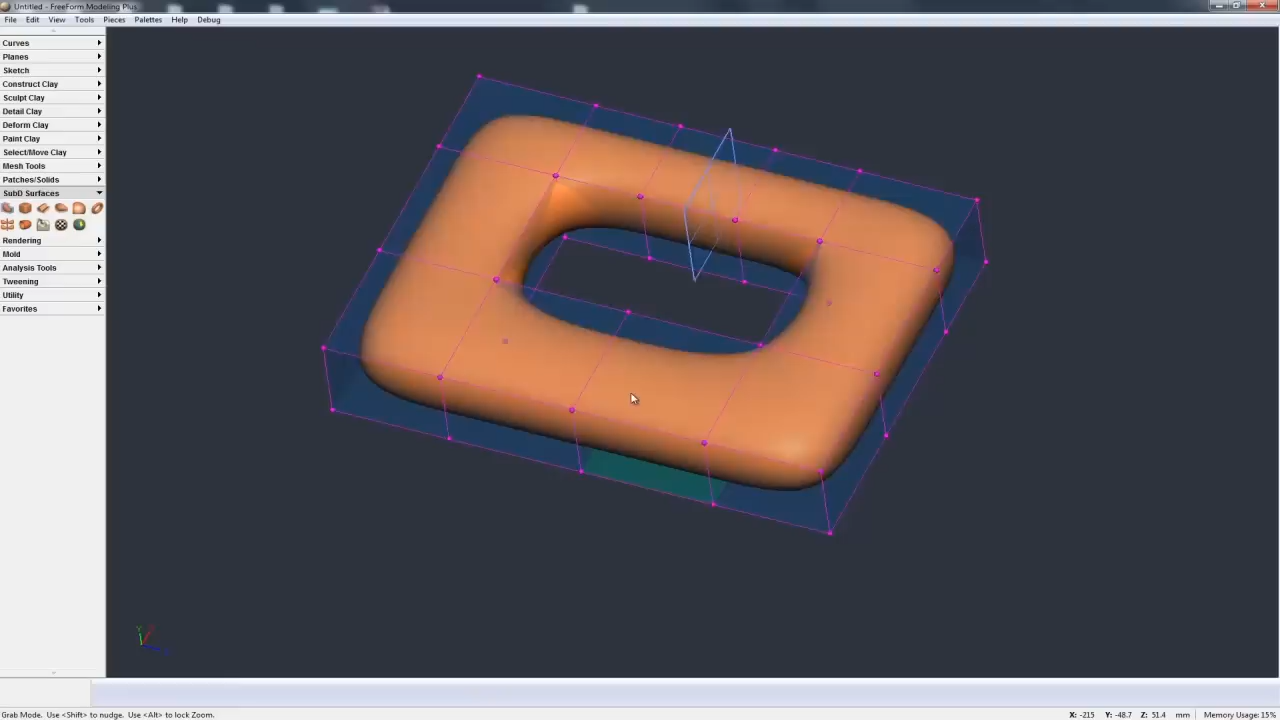 Untitled - FreeForm Modeling Plus
File Edit View Tools Pieces Palettes Help Debug
Curves
Planes
Sketch
Construct Clay
Sculpt Clay
Detail Clay
Deform Clay
Paint Clay
Select/Move Clay
Mesh Tools
Patches/Solids
SubD Surfaces
Rendering
Mold
Analysis Tools
Tweening
Utility
Favorites
Y
Grab Mode. Use <Shift> to nudge. Use <Alt> to lock Zoom.
X: -215 Y: -48.7 Z: 51.4 mm Memory Usage: 15%